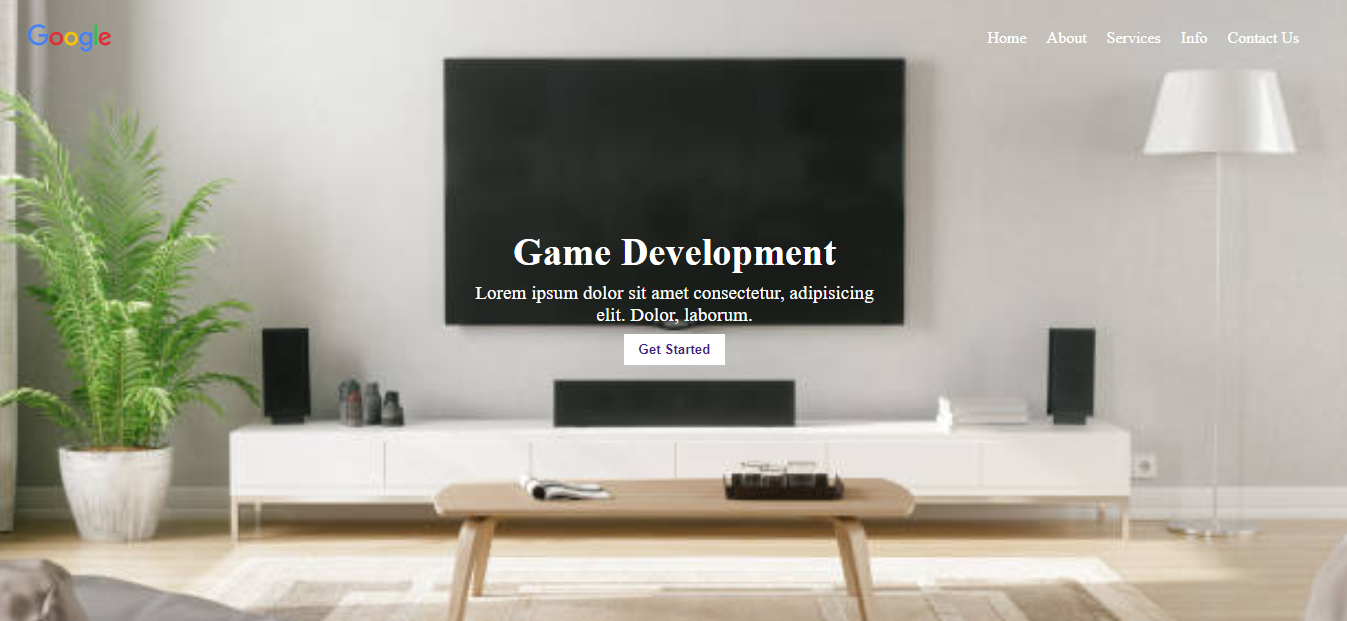 Google
Home About Services Info Contact Us
Game Development
Lorem ipsum dolor sit amet consectetur, adipisicing
elit. Dolor, laborum.
Get Started